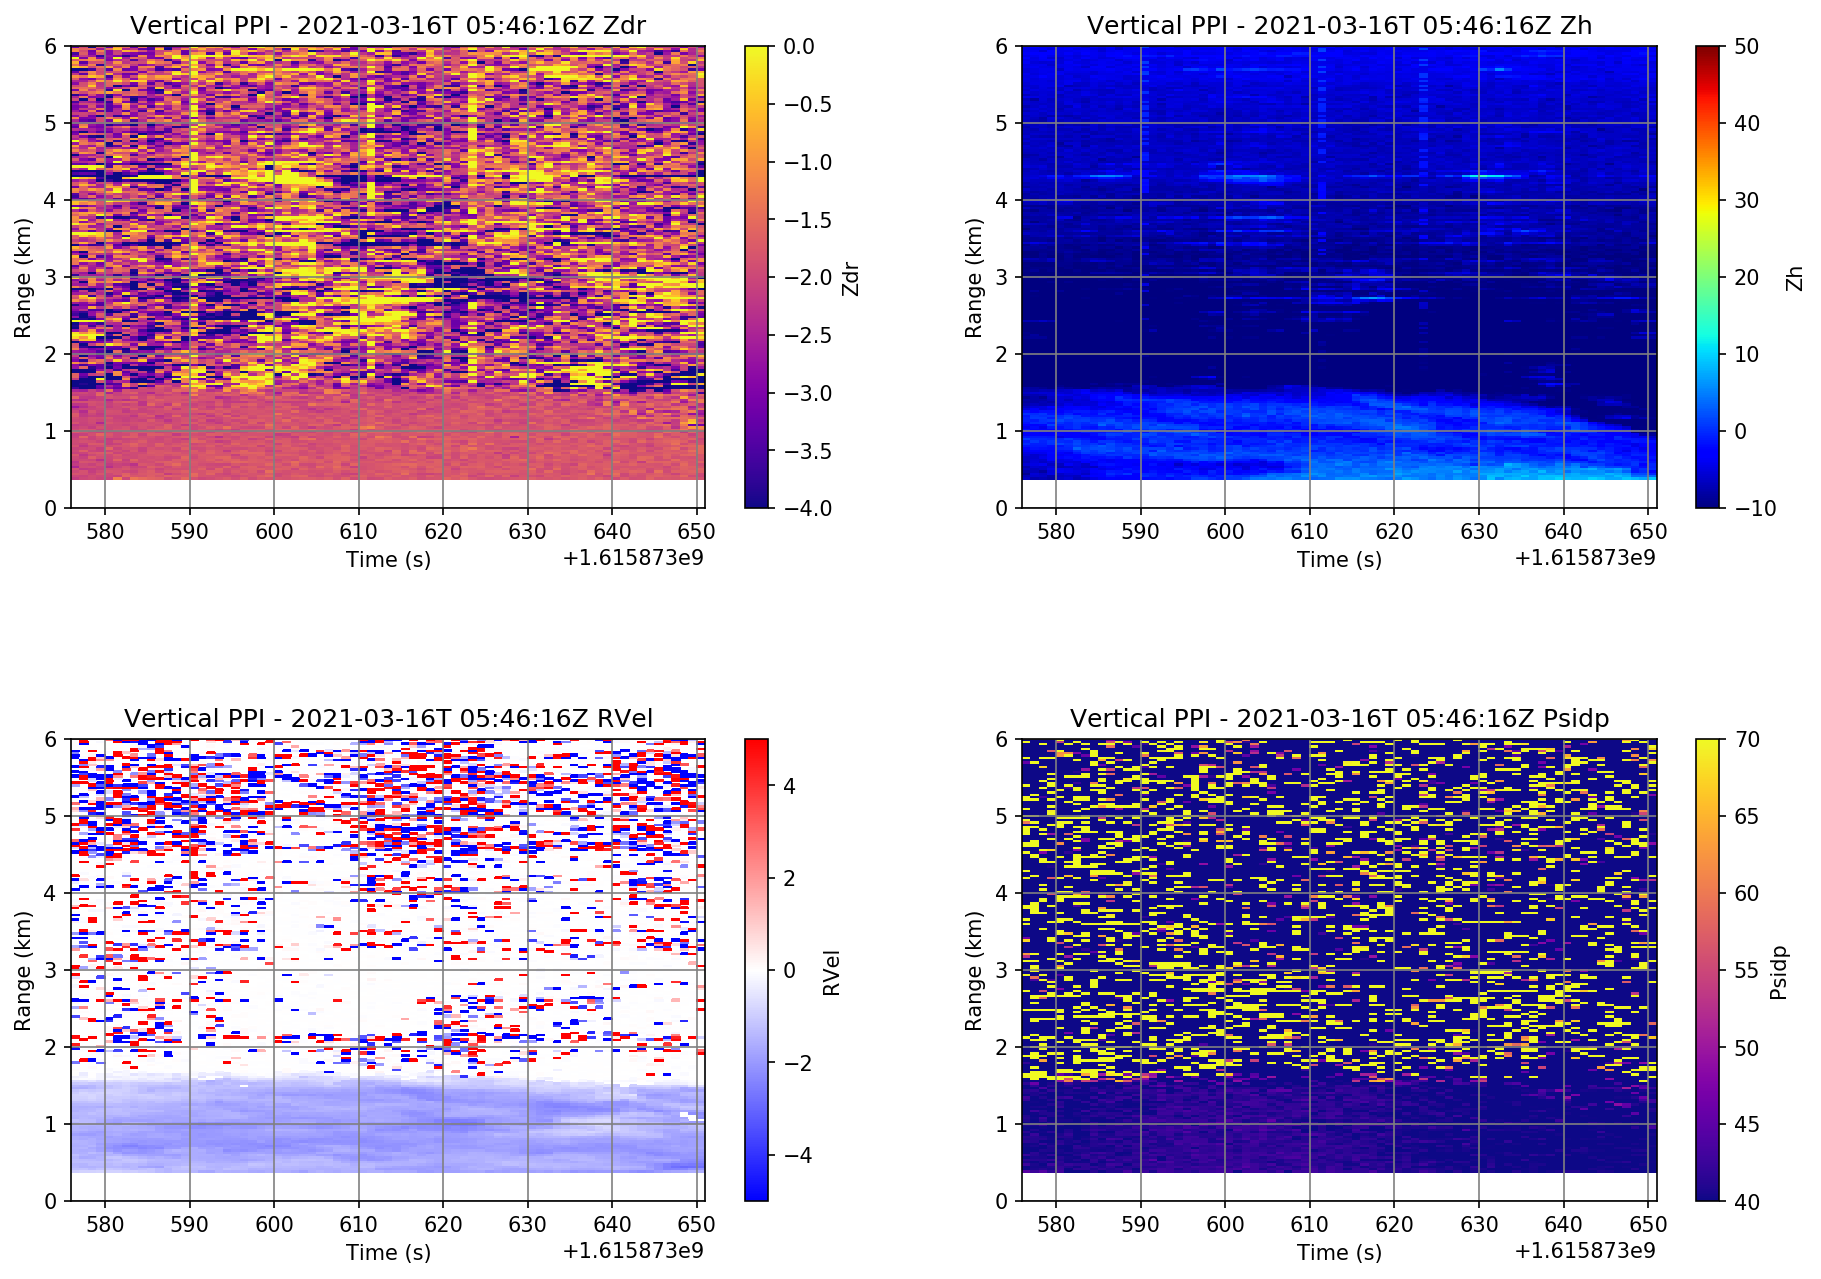 Vertical PPI - 2021-03-16T 05:46:16Z Zdr
6
5
4
3
2
1
0
Range (km)
580 590 600 610 620 630 640 650
Time (s)
+1.615873e9
0.0
−0.5
−1.0
−1.5
−2.0
−2.5
−3.0
−3.5
−4.0
Zdr
Vertical PPI - 2021-03-16T 05:46:16Z Zh
6
5
4
3
2
1
0
Range (km)
580 590 600 610 620 630 640 650
Time (s)
+1.615873e9
50
40
30
20
10
0
−10
Zh
Vertical PPI - 2021-03-16T 05:46:16Z RVel
6
5
4
3
2
1
0
Range (km)
580 590 600 610 620 630 640 650
Time (s)
+1.615873e9
4
2
0
−2
−4
RVel
Vertical PPI - 2021-03-16T 05:46:16Z Psidp
6
5
4
3
2
1
0
Range (km)
580 590 600 610 620 630 640 650
Time (s)
+1.615873e9
70
65
60
55
50
45
40
Psidp